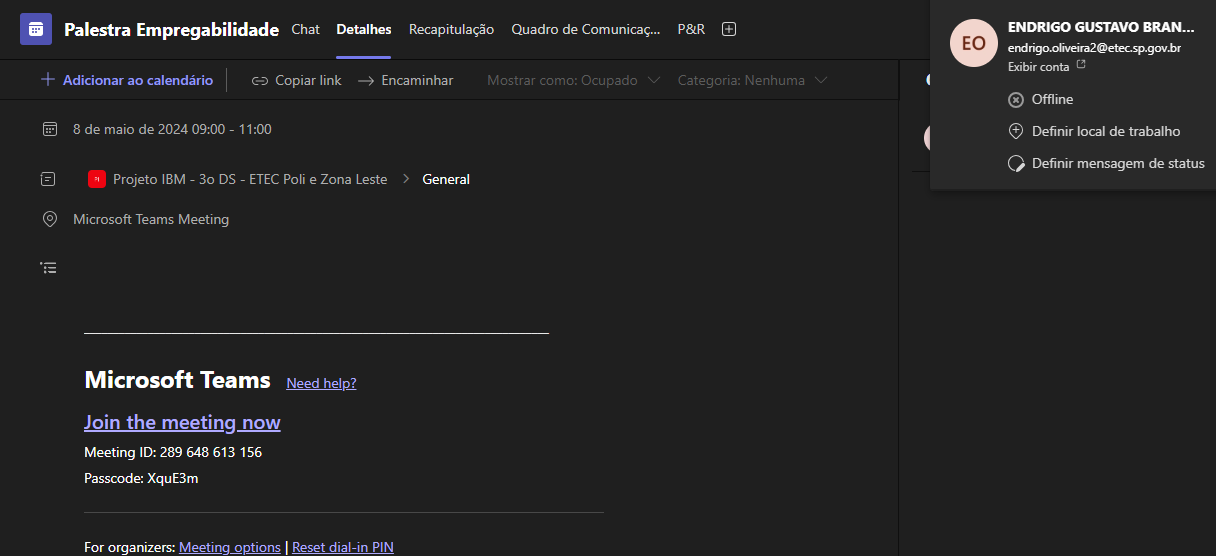 Palestra Empregabilidade Chat Detalhes Recapitulação Quadro de Comunicaç... P&R
Adicionar ao calendário Copiar link Encaminhar Mostrar como: Ocupado Categoria: Nenhuma
8 de maio de 2024 09:00 - 11:00
Projeto IBM - 3o DS - ETEC Poli e Zona Leste > General
Microsoft Teams Meeting
Microsoft Teams Need help?
Join the meeting now
Meeting ID: 289 648 613 156
Passcode: XquE3m
For organizers: Meeting options | Reset dial-in PIN
EO
ENDRIGO GUSTAVO BRAN...
endrigo.oliveira2@etec.sp.gov.br
Exibir conta
Offline
Definir local de trabalho
Definir mensagem de status